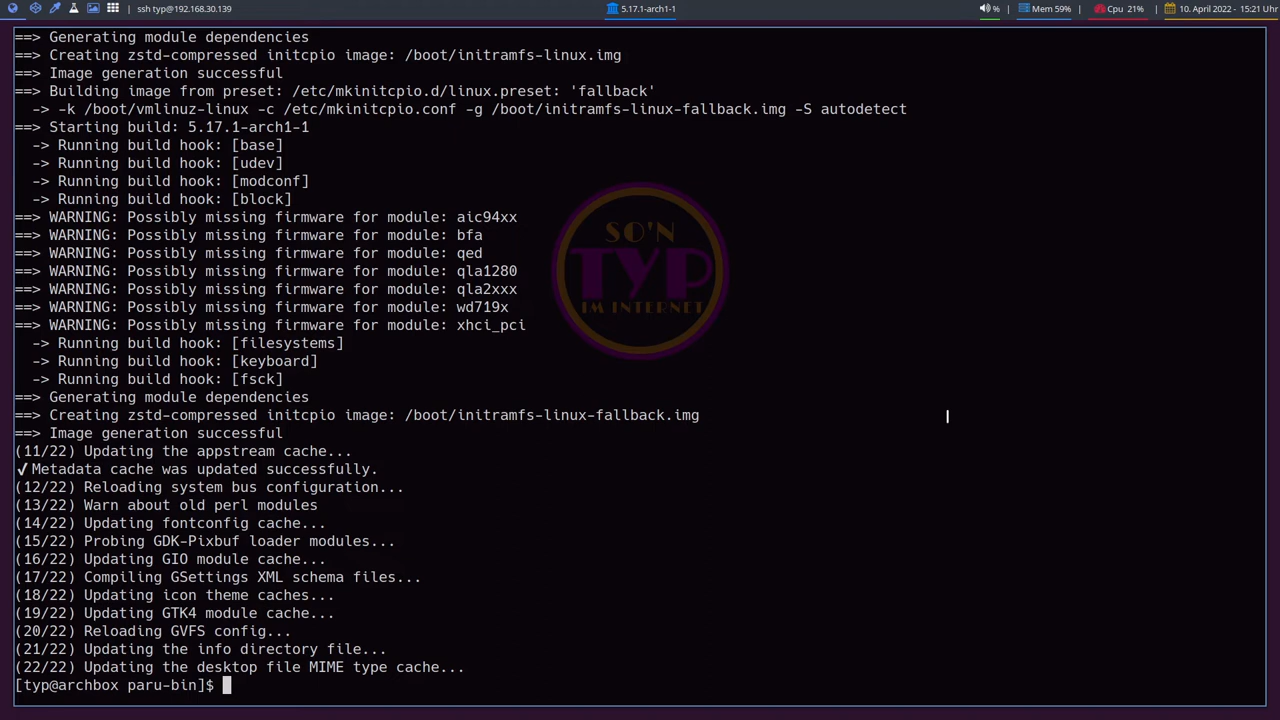 ssh typ@192.168.30.139
5.17.1-arch1-1
%
Mem 59%
Cpu 21%
10. April 2022 - 15:21 Uhr
==> Generating module dependencies
==> Creating zstd-compressed initcpio image: /boot/initramfs-linux.img
==> Image generation successful
==> Building image from preset: /etc/mkinitcpio.d/linux.preset: 'fallback'
-> -k /boot/vmlinuz-linux -c /etc/mkinitcpio.conf -g /boot/initramfs-linux-fallback.img -S autodetect
==> Starting build: 5.17.1-arch1-1
-> Running build hook: [base]
-> Running build hook: [udev]
-> Running build hook: [modconf]
-> Running build hook: [block]
==> WARNING: Possibly missing firmware for module: aic94xx
==> WARNING: Possibly missing firmware for module: bfa
==> WARNING: Possibly missing firmware for module: qed
==> WARNING: Possibly missing firmware for module: qla1280
==> WARNING: Possibly missing firmware for module: qla2xxx
==> WARNING: Possibly missing firmware for module: wd719x
==> WARNING: Possibly missing firmware for module: xhci_pci
-> Running build hook: [filesystems]
-> Running build hook: [keyboard]
-> Running build hook: [fsck]
==> Generating module dependencies
==> Creating zstd-compressed initcpio image: /boot/initramfs-linux-fallback.img
==> Image generation successful
(11/22) Updating the appstream cache...
✔ Metadata cache was updated successfully.
(12/22) Reloading system bus configuration...
(13/22) Warn about old perl modules
(14/22) Updating fontconfig cache...
(15/22) Probing GDK-Pixbuf loader modules...
(16/22) Updating GIO module cache...
(17/22) Compiling GSettings XML schema files...
(18/22) Updating icon theme caches...
(19/22) Updating GTK4 module cache...
(20/22) Reloading GVFS config...
(21/22) Updating the info directory file...
(22/22) Updating the desktop file MIME type cache...
[typ@archbox paru-bin]$
SO'N
TYP
IM INTERNET